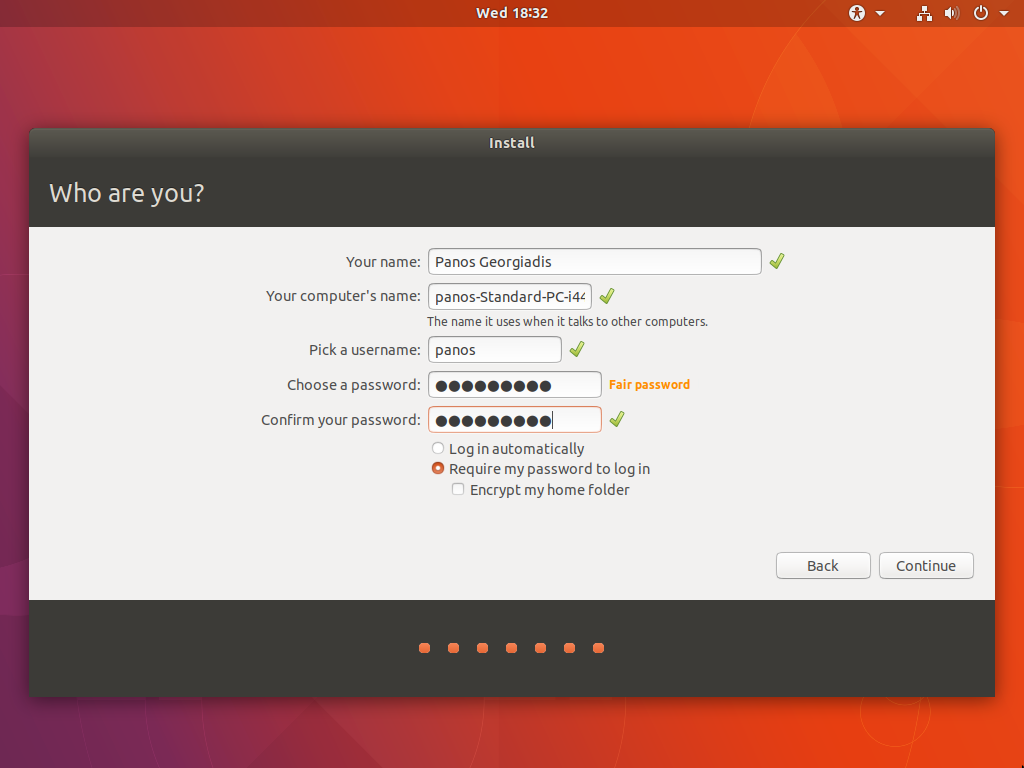 Wed 18:32
Install
Who are you?
Your name: Panos Georgiadis
Your computer's name: panos-Standard-PC-i44
The name it uses when it talks to other computers.
Pick a username: panos
Choose a password: ●●●●●●●●● Fair password
Confirm your password: ●●●●●●●●●
Log in automatically
Require my password to log in
Encrypt my home folder
Back Continue